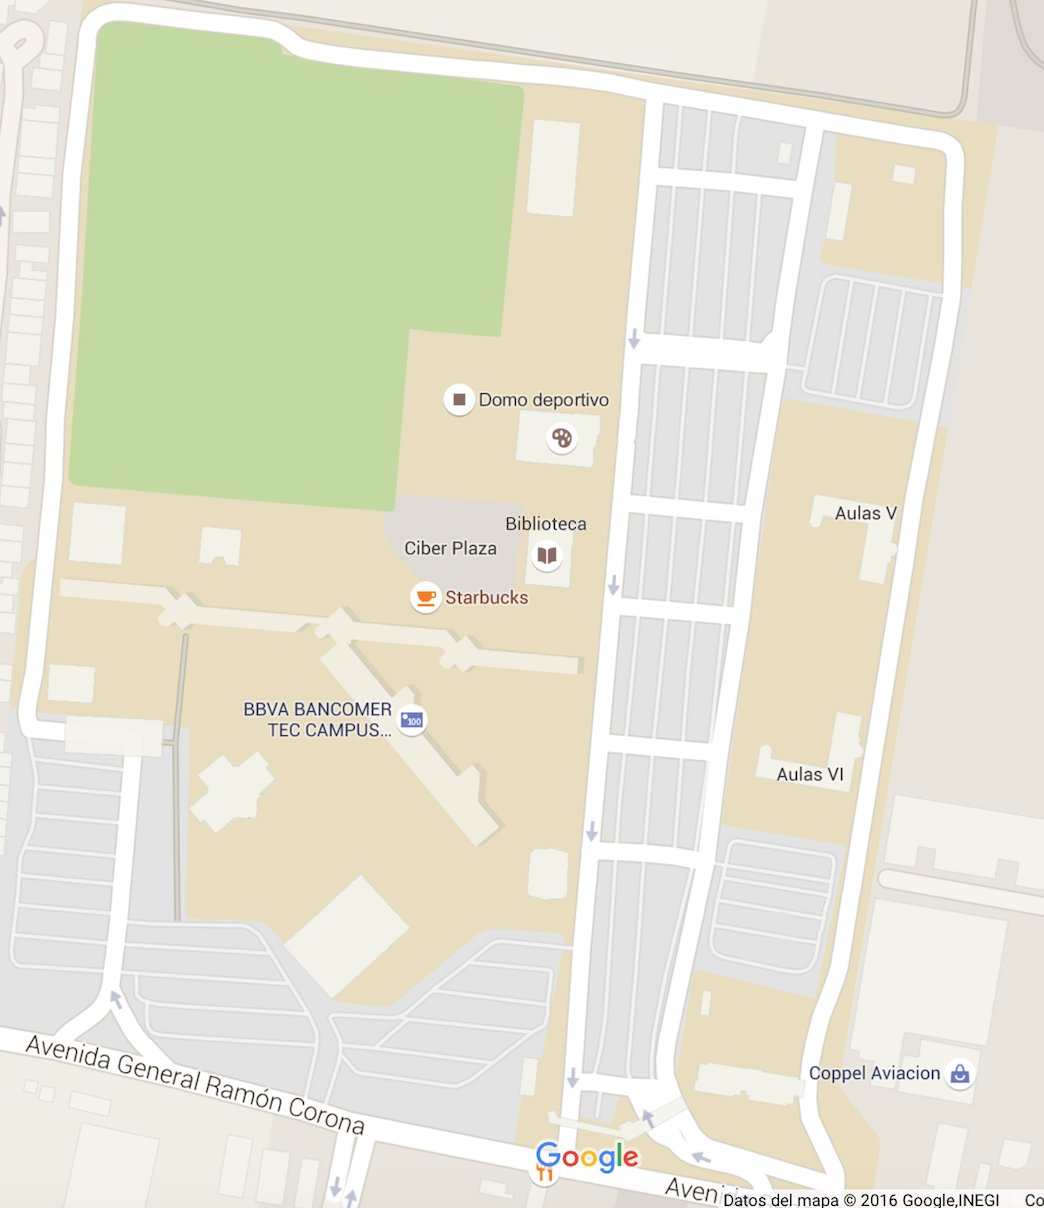 Domo deportivo
Aulas V
Biblioteca
Ciber Plaza
Starbucks
BBVA BANCOMER
TEC CAMPUS...
100
Aulas VI
Avenida General Ramón Corona
Coppel Aviacion
Google
Datos del mapa © 2016 Google,INEGI